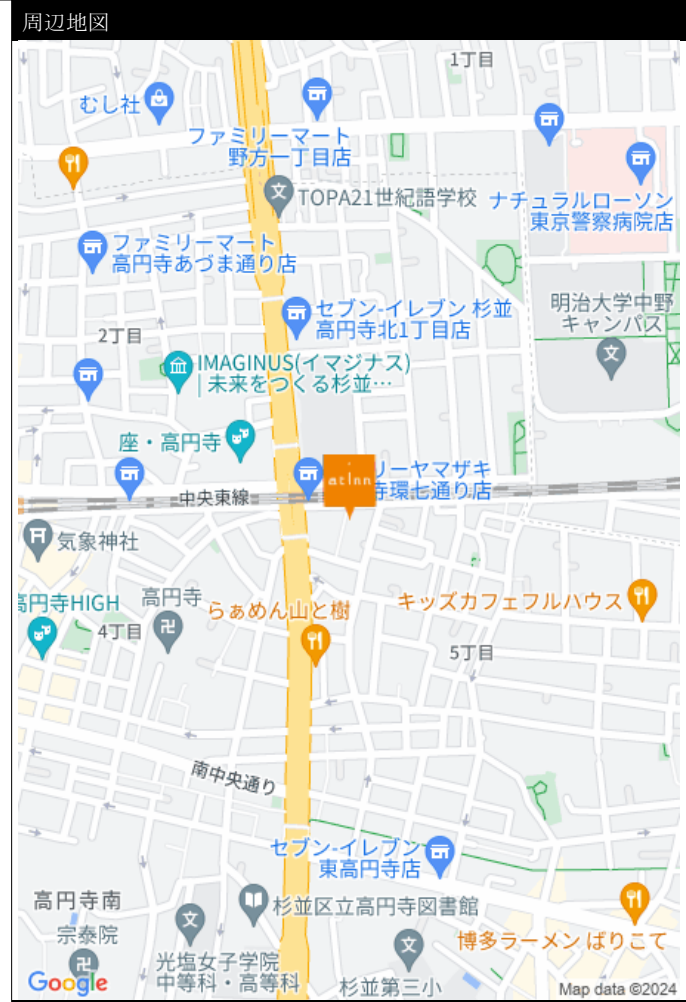 周辺地図
1丁目
むし社
ファミリーマート
野方一丁目店
TOPA21世紀語学校
ナチュラルローソン
東京警察病院店
ファミリーマート
高円寺あづま通り店
セブン-イレブン 杉並
高円寺北1丁目店
明治大学中野
キャンパス
2丁目
IMAGINUS(イマジナス)
| 未来をつくる杉並…
座・高円寺
リーヤマザキ
寺環七通り店
at inn
中央東線
気象神社
高円寺HIGH
高円寺
らぁめん山と樹
キッズカフェフルハウス
4丁目
5丁目
南中央通り
セブン-イレブン
東高円寺店
高円寺南
杉並区立高円寺図書館
宗泰院
光塩女子学院
中等科・高等科
博多ラーメン ばりこて
杉並第三小
Google
Map data ©2024